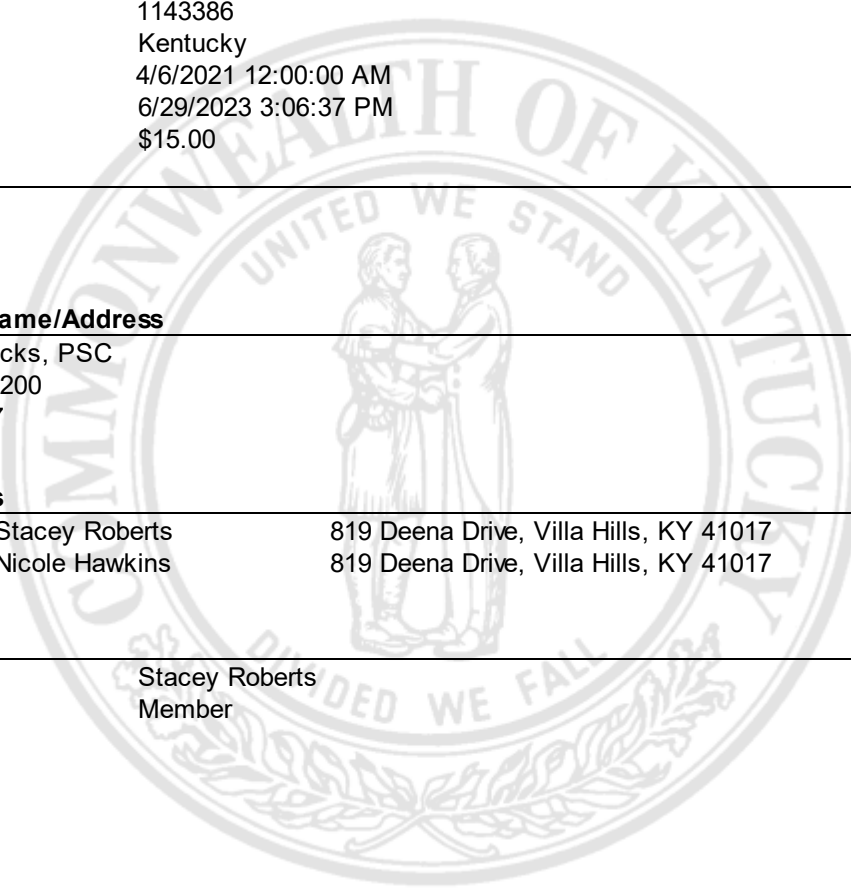 1143386
Kentucky
4/6/2021 12:00:00 AM
6/29/2023 3:06:37 PM
$15.00
COMMONWEALTH OF KENTUCKY
UNITED WE STAND
ame/Address
cks, PSC
200
s
Stacey Roberts 819 Deena Drive, Villa Hills, KY 41017
Nicole Hawkins 819 Deena Drive, Villa Hills, KY 41017
DIVIDED WE FALL
Stacey Roberts
Member